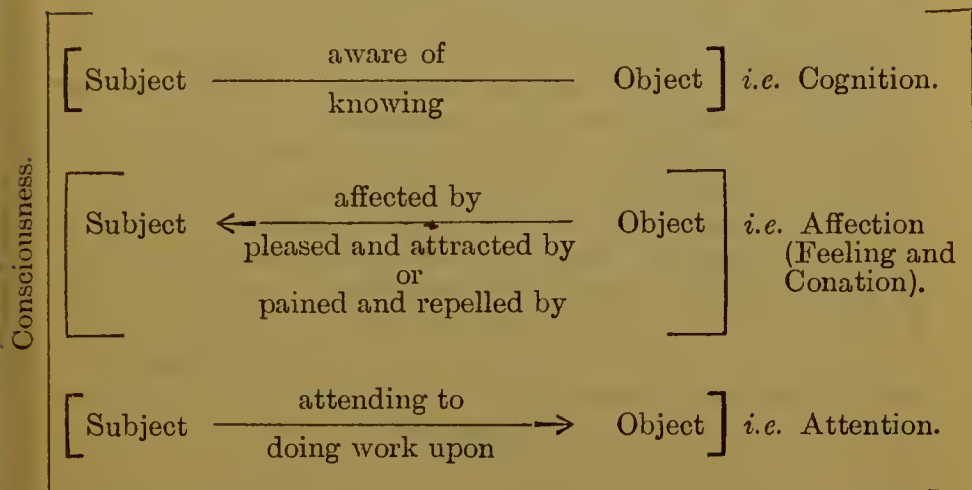 Consciousness.
aware of
Subject Object i.e. Cognition.
knowing
affected by
Subject Object i.e. Affection
pleased and attracted by (Feeling and
or Conation).
pained and repelled by
attending to
Subject Object i.e. Attention.
doing work upon